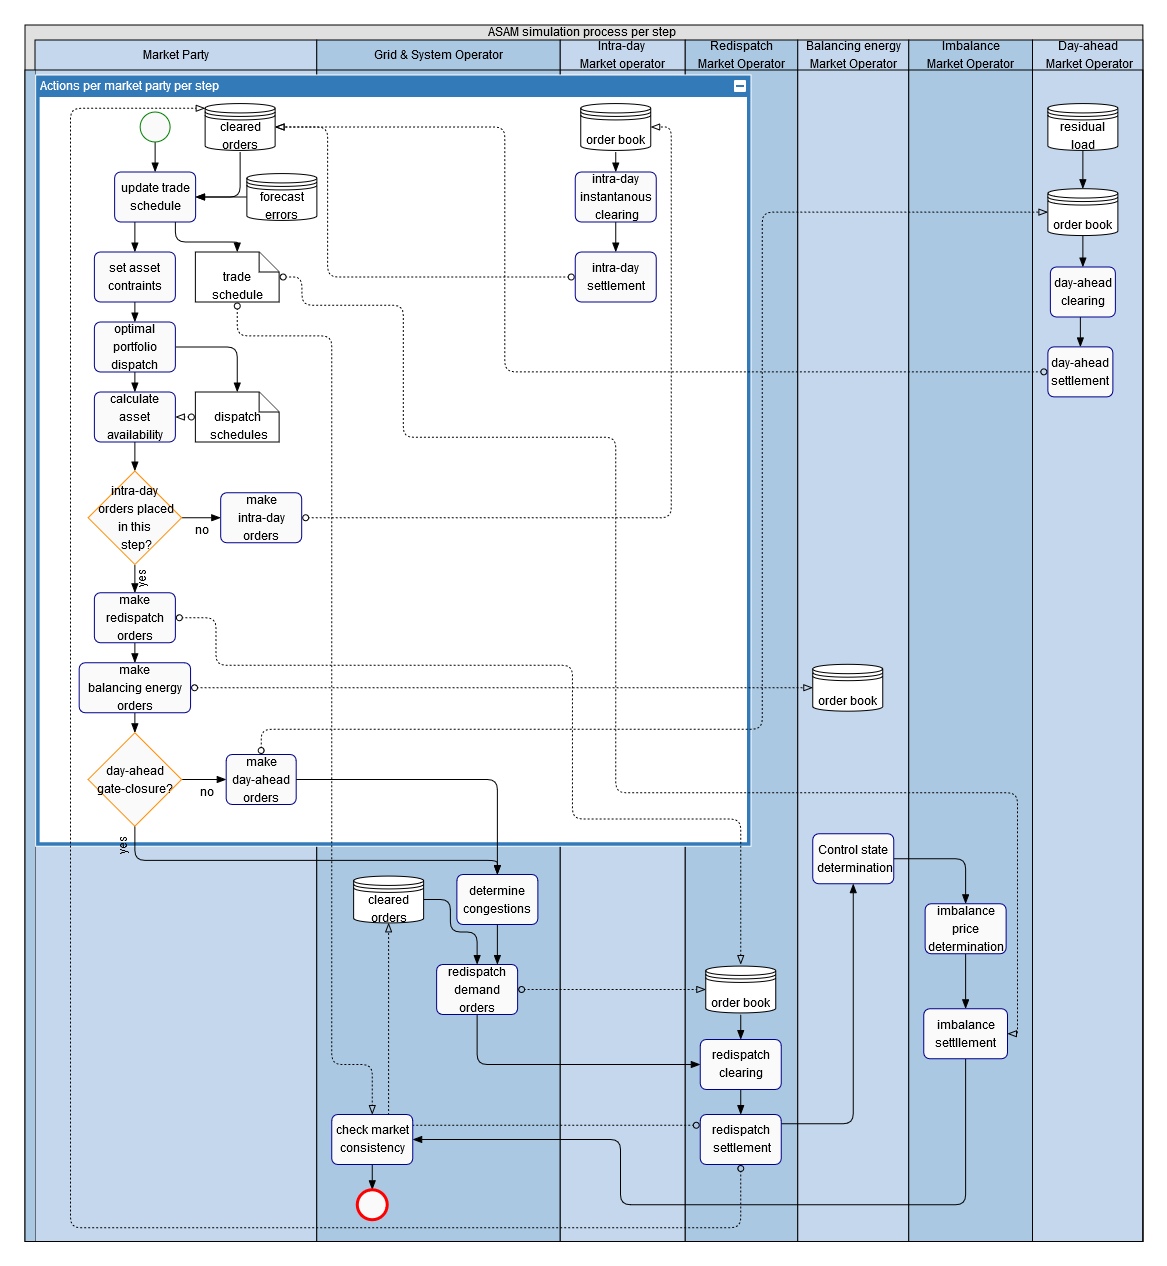 ASAM simulation process per step
Market Party
Grid & System Operator
Intra-day
Market operator
Redispatch
Market Operator
Balancing energy
Market Operator
Imbalance
Market Operator
Day-ahead
Market Operator
Actions per market party per step
cleared
orders
order book
residual
load
update trade
schedule
forecast
errors
intra-day
instantanous
clearing
order book
set asset
contraints
trade
schedule
intra-day
settlement
day-ahead
clearing
optimal
portfolio
dispatch
day-ahead
settlement
calculate
asset
availability
dispatch
schedules
intra-day
orders placed
in this
step?
no
make
intra-day
orders
yes
make
redispatch
orders
make
balancing energy
orders
order book
day-ahead
gate-closure?
no
make
day-ahead
orders
yes
Control state
determination
cleared
orders
determine
congestions
imbalance
price
determination
redispatch
demand
orders
order book
imbalance
settllement
redispatch
clearing
check market
consistency
redispatch
settlement